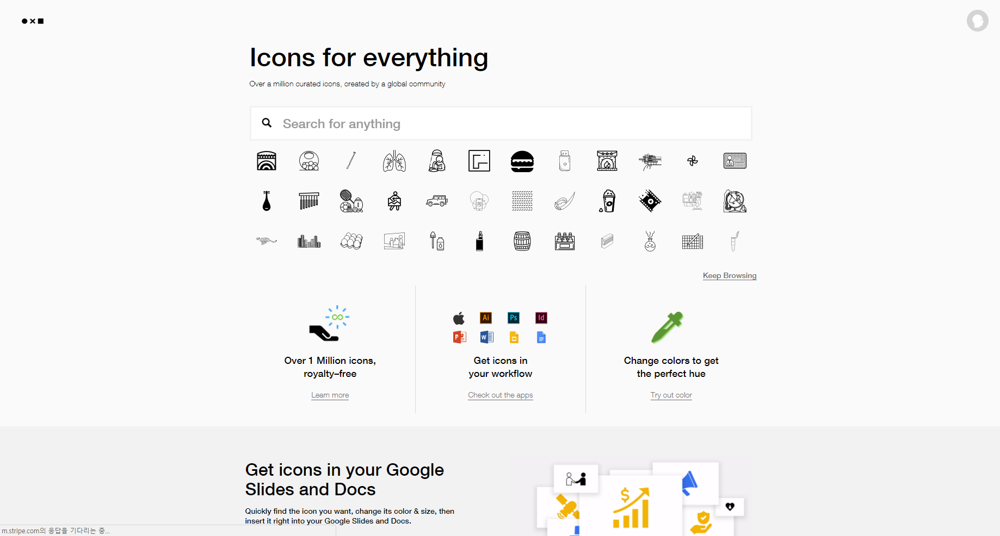 Icons for everything
Over a million curated icons, created by a global community
Search for anything
Keep Browsing
Over 1 Million icons,
royalty–free
Learn more
Ai
Ps
Id
P
W
Get icons in
your workflow
Check out the apps
Change colors to get
the perfect hue
Try out color
Get icons in your Google
Slides and Docs
Quickly find the icon you want, change its color & size, then
insert it right into your Google Slides and Docs.
$
m.stripe.com의 응답을 기다리는 중...